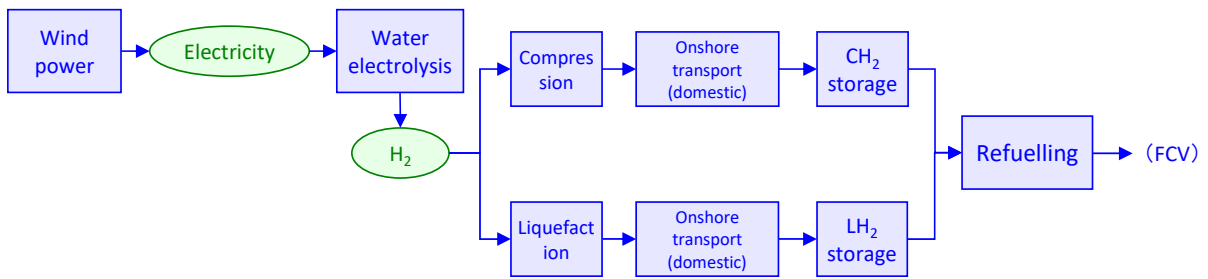 Wind
power
Electricity
Water
electrolysis
H₂
Compres
sion
Onshore
transport
(domestic)
CH₂
storage
Liquefact
ion
Onshore
transport
(domestic)
LH₂
storage
Refuelling
（FCV）